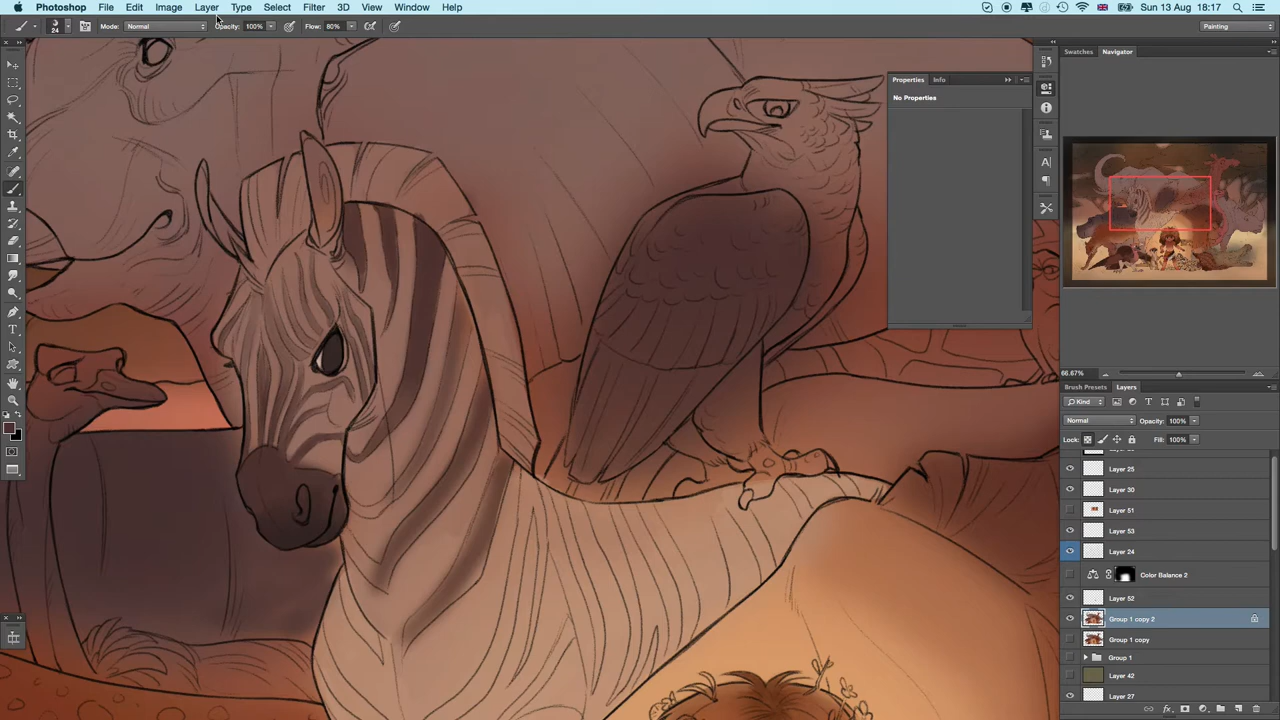 Photoshop File Edit Image Layer Type Select Filter 3D View Window Help Sun 13 Aug 18:17
24 Mode: Normal Opacity: 100% Flow: 80% Painting
Swatches Navigator
Properties Info
No Properties
66.67%
Brush Presets Layers
Kind
Normal Opacity: 100%
Lock: Fill: 100%
Layer 25
Layer 30
Layer 51
Layer 53
Layer 24
Color Balance 2
Layer 52
Group 1 copy 2
Group 1 copy
Group 1
Layer 42
Layer 27